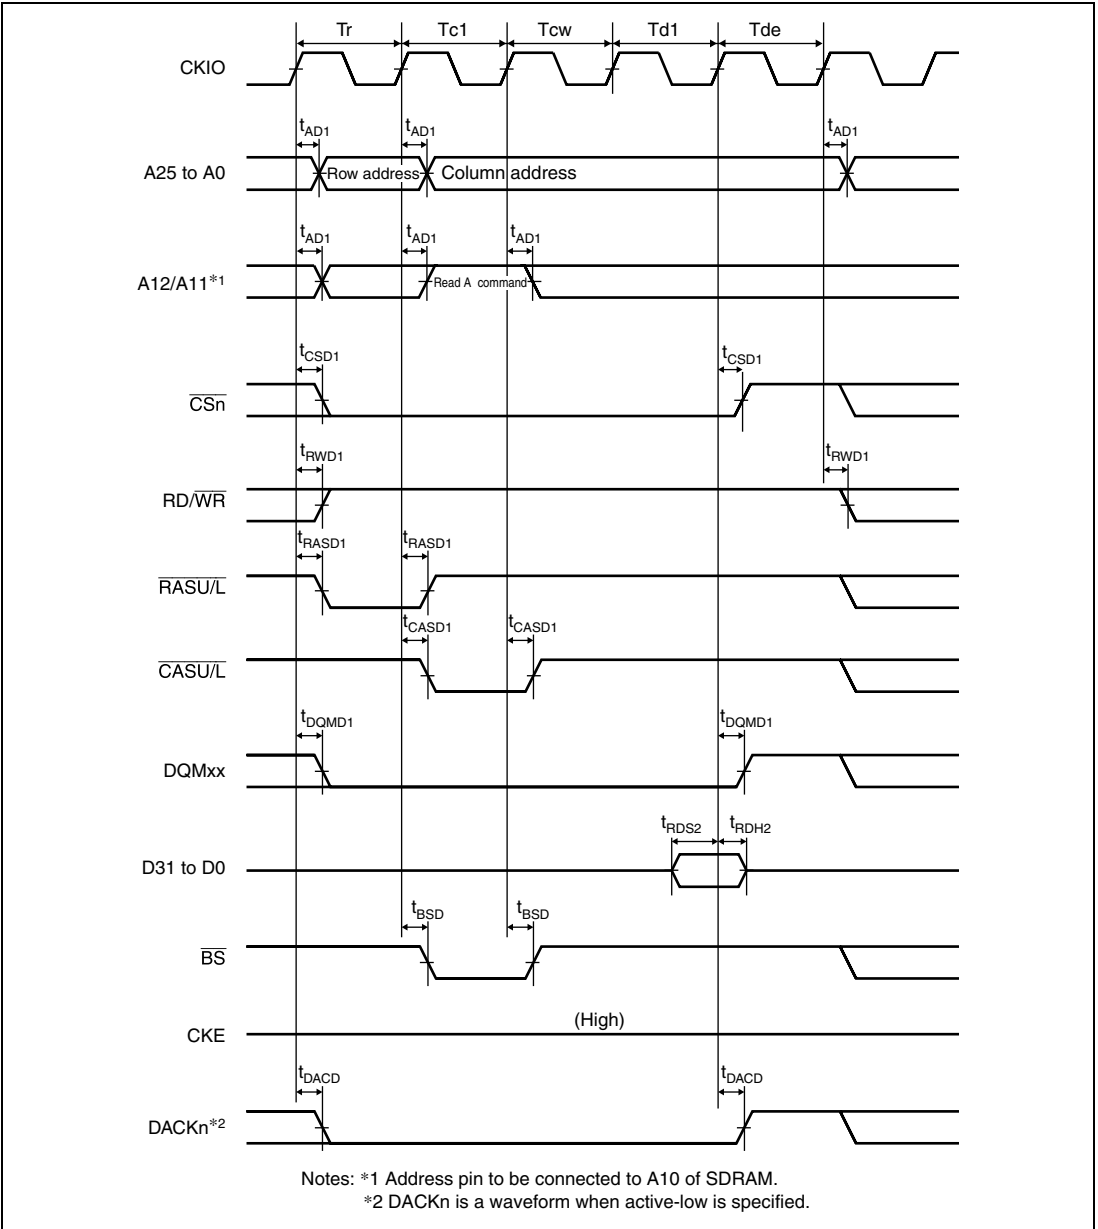 Tr Tc1 Tcw Td1 Tde
CKIO
tAD1 tAD1 tAD1
A25 to A0 Row address Column address
tAD1 tAD1 tAD1
A12/A11*1 Read A command
tCSD1 tCSD1
CSn
tRWD1 tRWD1
RD/WR
tRASD1 tRASD1
RASU/L
tCASD1 tCASD1
CASU/L
tDQMD1 tDQMD1
DQMxx
tRDS2 tRDH2
D31 to D0
tBSD tBSD
BS
(High)
CKE
tDACD tDACD
DACKn*2
Notes: *1 Address pin to be connected to A10 of SDRAM.
*2 DACKn is a waveform when active-low is specified.